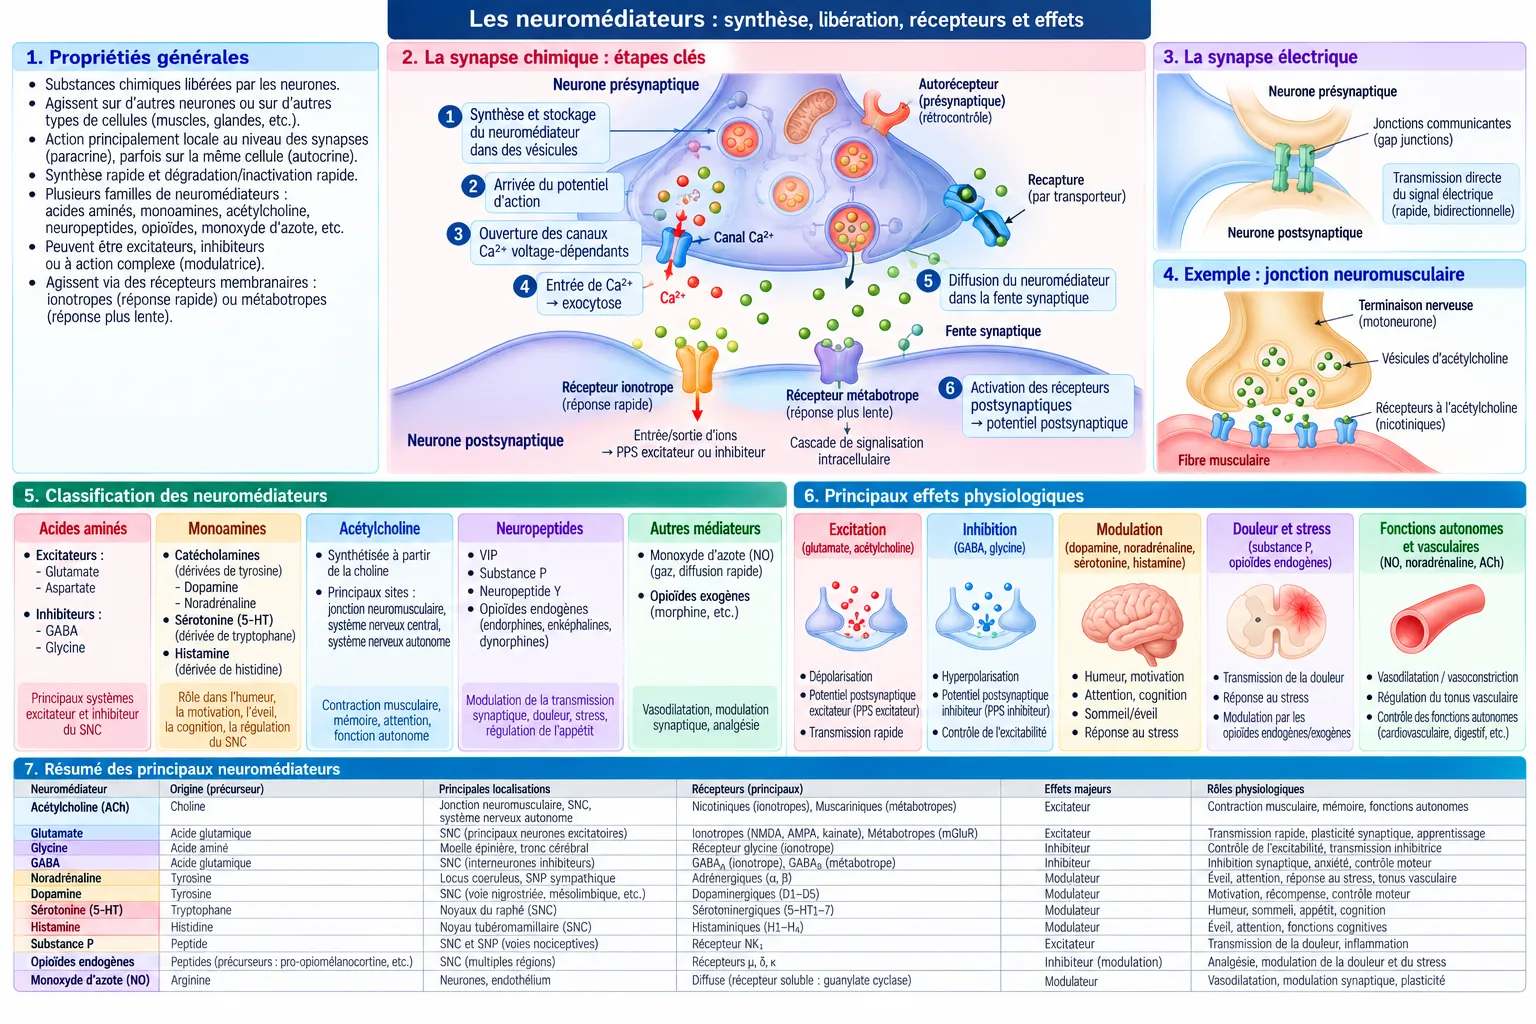 Les neuromédiateurs : synthèse, libération, récepteurs et effets
1. Propriétés générales
• Substances chimiques libérées par les neurones.
• Agissent sur d'autres neurones ou sur d'autres
types de cellules (muscles, glandes, etc.).
• Action principalement locale au niveau des synapses
(paracrine), parfois sur la même cellule (autocrine).
• Synthèse rapide et dégradation/inactivation rapide.
• Plusieurs familles de neuromédiateurs :
acides aminés, monoamines, acétylcholine,
neuropeptides, opioïdes, monoxyde d'azote, etc.
• Peuvent être excitateurs, inhibiteurs
ou à action complexe (modulatrice).
• Agissent via des récepteurs membranaires :
ionotropes (réponse rapide) ou métabotropes
(réponse plus lente).
2. La synapse chimique : étapes clés
Neurone présynaptique
Autorécepteur
(présynaptique)
(rétrocontrôle)
1 Synthèse et stockage
du neuromédiateur
dans des vésicules
2 Arrivée du potentiel
d'action
Recapture
(par transporteur)
3 Ouverture des canaux
Ca²⁺ voltage-dépendants
Canal Ca²⁺
4 Entrée de Ca²⁺
→ exocytose
Ca²⁺
5 Diffusion du neuromédiateur
dans la fente synaptique
Fente synaptique
Récepteur ionotrope
(réponse rapide)
Récepteur métabotrope
(réponse plus lente)
6 Activation des récepteurs
postsynaptiques
→ potentiel postsynaptique
Neurone postsynaptique
Entrée/sortie d'ions
→ PPS excitateur ou inhibiteur
Cascade de signalisation
intracellulaire
3. La synapse électrique
Neurone présynaptique
Jonctions communicantes
(gap junctions)
Transmission directe
du signal électrique
(rapide, bidirectionnelle)
Neurone postsynaptique
4. Exemple : jonction neuromusculaire
Terminaison nerveuse
(motoneurone)
Vésicules d'acétylcholine
Récepteurs à l'acétylcholine
(nicotiniques)
Fibre musculaire
5. Classification des neuromédiateurs
Acides aminés
• Excitateurs :
- Glutamate
- Aspartate
• Inhibiteurs :
- GABA
- Glycine
Principaux systèmes
excitateur et inhibiteur
du SNC
Monoamines
• Catécholamines
(dérivées de tyrosine)
- Dopamine
- Noradrénaline
• Sérotonine (5-HT)
(dérivée de tryptophane)
• Histamine
(dérivée de histidine)
Rôle dans l'humeur,
la motivation, l'éveil,
la cognition, la régulation
du SNC
Acétylcholine
• Synthétisée à partir
de la choline
• Principaux sites :
jonction neuromusculaire,
système nerveux central,
système nerveux autonome
Contraction musculaire,
mémoire, attention,
fonction autonome
Neuropeptides
• VIP
• Substance P
• Neuropeptide Y
• Opioïdes endogènes
(endorphines, enképhalines,
dynorphines)
Modulation de la transmission
synaptique, douleur, stress,
régulation de l'appétit
Autres médiateurs
• Monoxyde d'azote (NO)
(gaz, diffusion rapide)
• Opioïdes exogènes
(morphine, etc.)
Vasodilatation, modulation
synaptique, analgésie
6. Principaux effets physiologiques
Excitation
(glutamate, acétylcholine)
• Dépolarisation
• Potentiel postsynaptique
excitateur (PPS excitateur)
• Transmission rapide
Inhibition
(GABA, glycine)
• Hyperpolarisation
• Potentiel postsynaptique
inhibiteur (PPS inhibiteur)
• Contrôle de l'excitabilité
Modulation
(dopamine, noradrénaline,
sérotonine, histamine)
• Humeur, motivation
• Attention, cognition
• Sommeil/éveil
• Réponse au stress
Douleur et stress
(substance P,
opioïdes endogènes)
• Transmission de la douleur
• Réponse au stress
• Modulation par les
opioïdes endogènes/exogènes
Fonctions autonomes
et vasculaires
(NO, noradrénaline, ACh)
• Vasodilatation / vasoconstriction
• Régulation du tonus vasculaire
• Contrôle des fonctions autonomes
(cardiovasculaire, digestif, etc.)
7. Résumé des principaux neuromédiateurs
Neuromédiateur Origine (précurseur) Principales localisations Récepteurs (principaux) Effets majeurs Rôles physiologiques
Acétylcholine (ACh) Choline Jonction neuromusculaire, SNC, Nicotiniques (ionotropes), Muscariniques (métabotropes) Excitateur Contraction musculaire, mémoire, fonctions autonomes
système nerveux autonome
Glutamate Acide glutamique SNC (principaux neurones excitatoires) Ionotropes (NMDA, AMPA, kainate), Métabotropes (mGluR) Excitateur Transmission rapide, plasticité synaptique, apprentissage
Glycine Acide aminé Moelle épinière, tronc cérébral Récepteur glycine (ionotrope) Inhibiteur Contrôle de l'excitabilité, transmission inhibitrice
GABA Acide glutamique SNC (interneurones inhibiteurs) GABA_A (ionotrope), GABA_B (métabotrope) Inhibiteur Inhibition synaptique, anxiété, contrôle moteur
Noradrénaline Tyrosine Locus coeruleus, SNP sympathique Adrénergiques (α, β) Modulateur Éveil, attention, réponse au stress, tonus vasculaire
Dopamine Tyrosine SNC (voie nigrostriée, mésolimbique, etc.) Dopaminergiques (D1–D5) Modulateur Motivation, récompense, contrôle moteur
Sérotonine (5-HT) Tryptophane Noyaux du raphé (SNC) Sérotoninergiques (5-HT₁–7) Modulateur Humeur, sommeil, appétit, cognition
Histamine Histidine Noyau tubéromamillaire (SNC) Histaminiques (H1–H₄) Modulateur Éveil, attention, fonctions cognitives
Substance P Peptide SNC et SNP (voies nociceptives) Récepteur NK₁ Excitateur Transmission de la douleur, inflammation
Opioïdes endogènes Peptides (précurseurs : pro-opiomélanocortine, etc.) SNC (multiples régions) Récepteurs μ, δ, κ Inhibiteur (modulation) Analgésie, modulation de la douleur et du stress
Monoxyde d'azote (NO) Arginine Neurones, endothélium Diffuse (récepteur soluble : guanylate cyclase) Modulateur Vasodilatation, modulation synaptique, plasticité